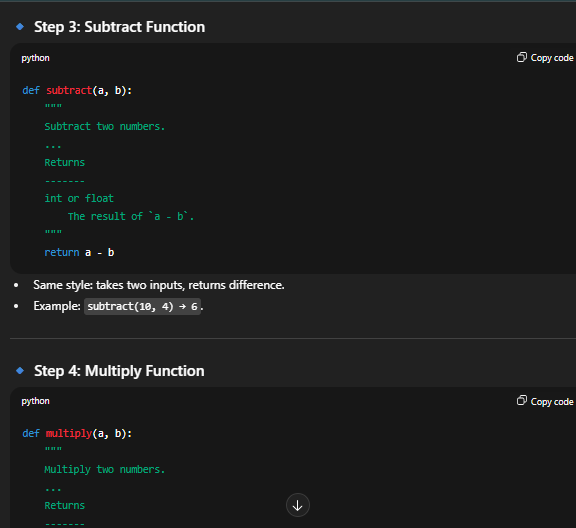 Step 3: Subtract Function
python
Copy code
def subtract(a, b):
"""
Subtract two numbers.
...
Returns
-------
int or float
The result of `a - b`.
"""
return a - b
Same style: takes two inputs, returns difference.
Example: subtract(10, 4) → 6.
Step 4: Multiply Function
python
Copy code
def multiply(a, b):
"""
Multiply two numbers.
...
Returns
-------